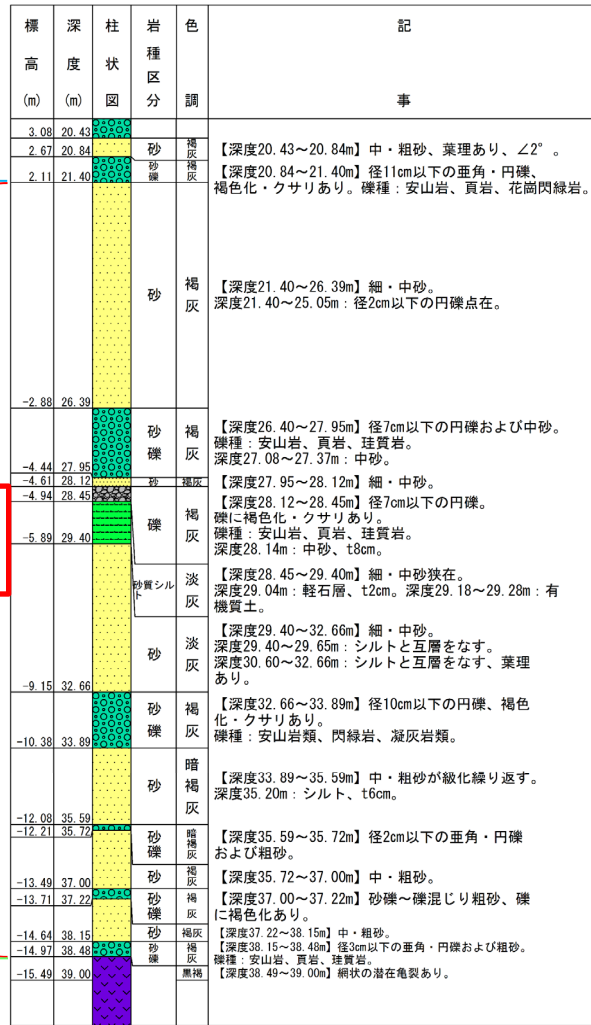 標高(m) 深度(m) 柱状図 岩種区分 色調 記事
3.08 20.43
2.67 20.84 砂 褐灰 【深度20.43～20.84m】中・粗砂、葉理あり、∠2°。
2.11 21.40 砂礫 褐灰 【深度20.84～21.40m】径11cm以下の亜角・円礫、
褐色化・クサリあり。礫種：安山岩、頁岩、花崗閃緑岩。
砂 褐灰 【深度21.40～26.39m】細・中砂。
深度21.40～25.05m：径2cm以下の円礫点在。
-2.88 26.39
砂礫 褐灰 【深度26.40～27.95m】径7cm以下の円礫および中砂。
礫種：安山岩、頁岩、珪質岩。
深度27.08～27.37m：中砂。
-4.44 27.95
-4.61 28.12 砂 褐灰 【深度27.95～28.12m】細・中砂。
-4.94 28.45 礫 褐灰 【深度28.12～28.45m】径7cm以下の円礫。
礫に褐色化・クサリあり。
礫種：安山岩、頁岩、珪質岩。
深度28.14m：中砂、t8cm。
-5.89 29.40
砂質シルト 淡灰 【深度28.45～29.40m】細・中砂狭在。
深度29.04m：軽石層、t2cm。深度29.18～29.28m：有
機質土。
砂 淡灰 【深度29.40～32.66m】細・中砂。
深度29.40～29.65m：シルトと互層をなす。
深度30.60～32.66m：シルトと互層をなす、葉理
あり。
-9.15 32.66
砂礫 褐灰 【深度32.66～33.89m】径10cm以下の円礫、褐色
化・クサリあり。
礫種：安山岩類、閃緑岩、凝灰岩類。
-10.38 33.89
砂 暗褐灰 【深度33.89～35.59m】中・粗砂が級化繰り返す。
深度35.20m：シルト、t6cm。
-12.08 35.59
-12.21 35.72 砂礫 暗褐灰 【深度35.59～35.72m】径2cm以下の亜角・円礫
および粗砂。
砂 褐灰 【深度35.72～37.00m】中・粗砂。
-13.49 37.00
-13.71 37.22 砂礫 褐灰 【深度37.00～37.22m】砂礫～礫混じり粗砂、礫
に褐色化あり。
-14.64 38.15 砂 褐灰 【深度37.22～38.15m】中・粗砂。
-14.97 38.48 砂礫 褐灰 【深度38.15～38.48m】径3cm以下の亜角・円礫および粗砂。
礫種：安山岩、頁岩、珪質岩。
-15.49 39.00 黒褐 【深度38.49～39.00m】網状の潜在亀裂あり。